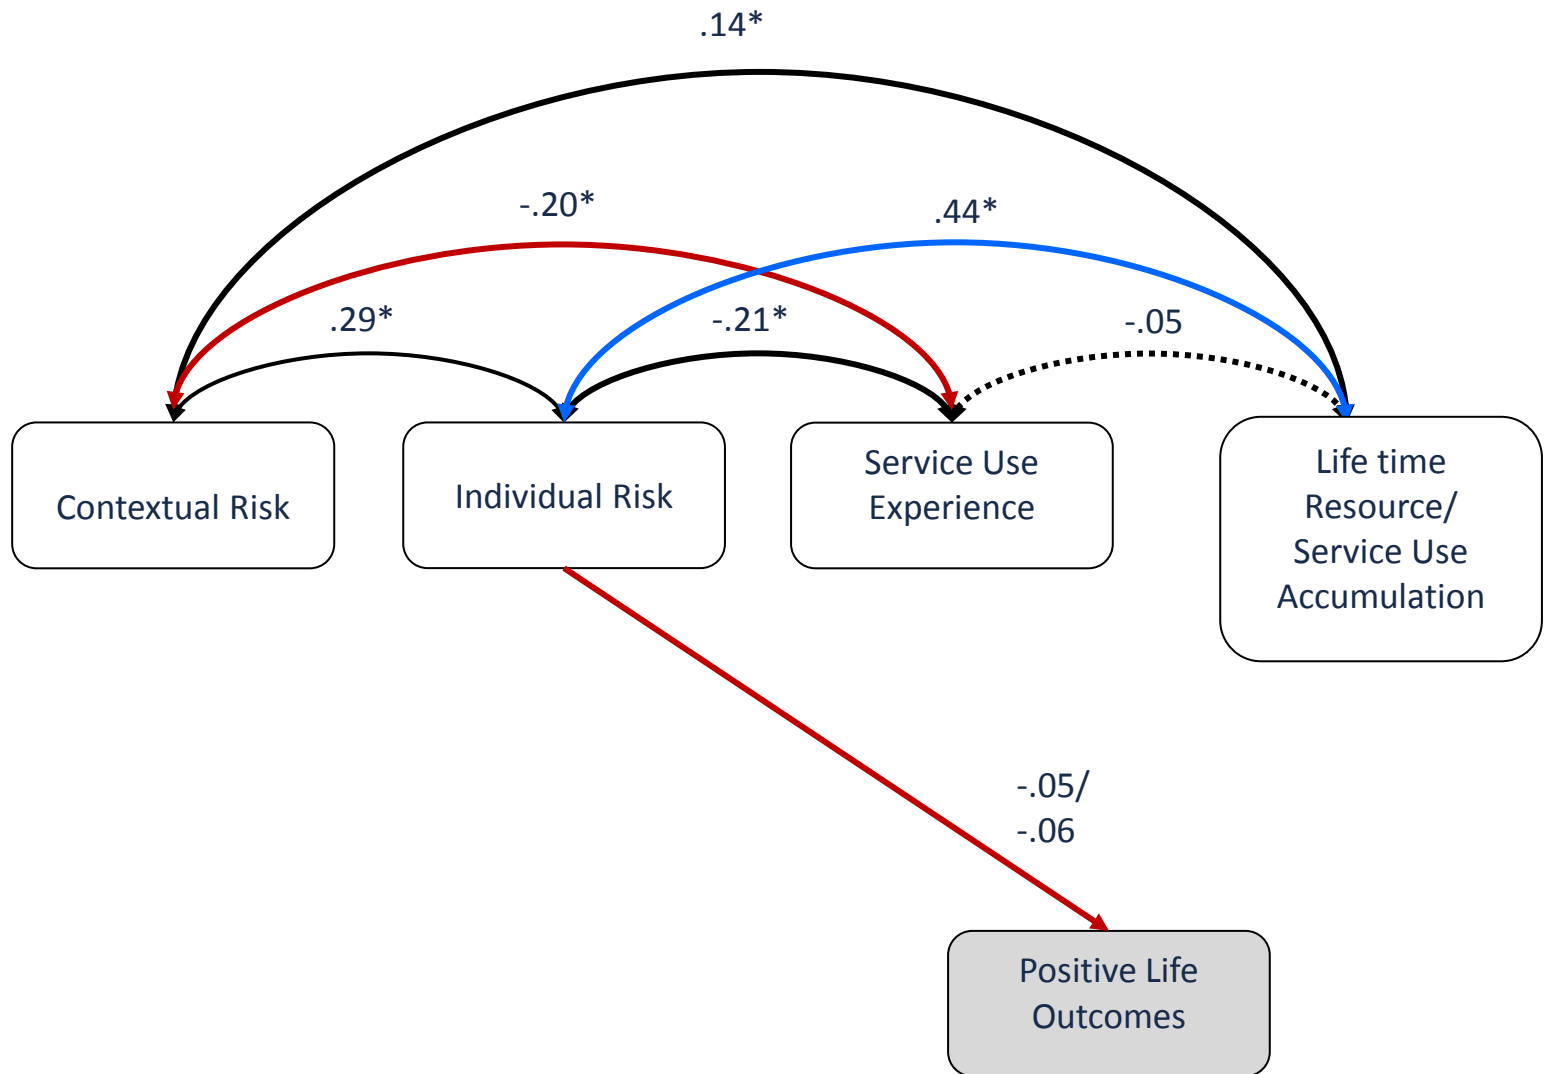 .14*
-.20*
.44*
.29*
-.21*
-.05
Contextual Risk
Individual Risk
Service Use
Experience
Life time
Resource/
Service Use
Accumulation
-.05/
-.06
Positive Life
Outcomes